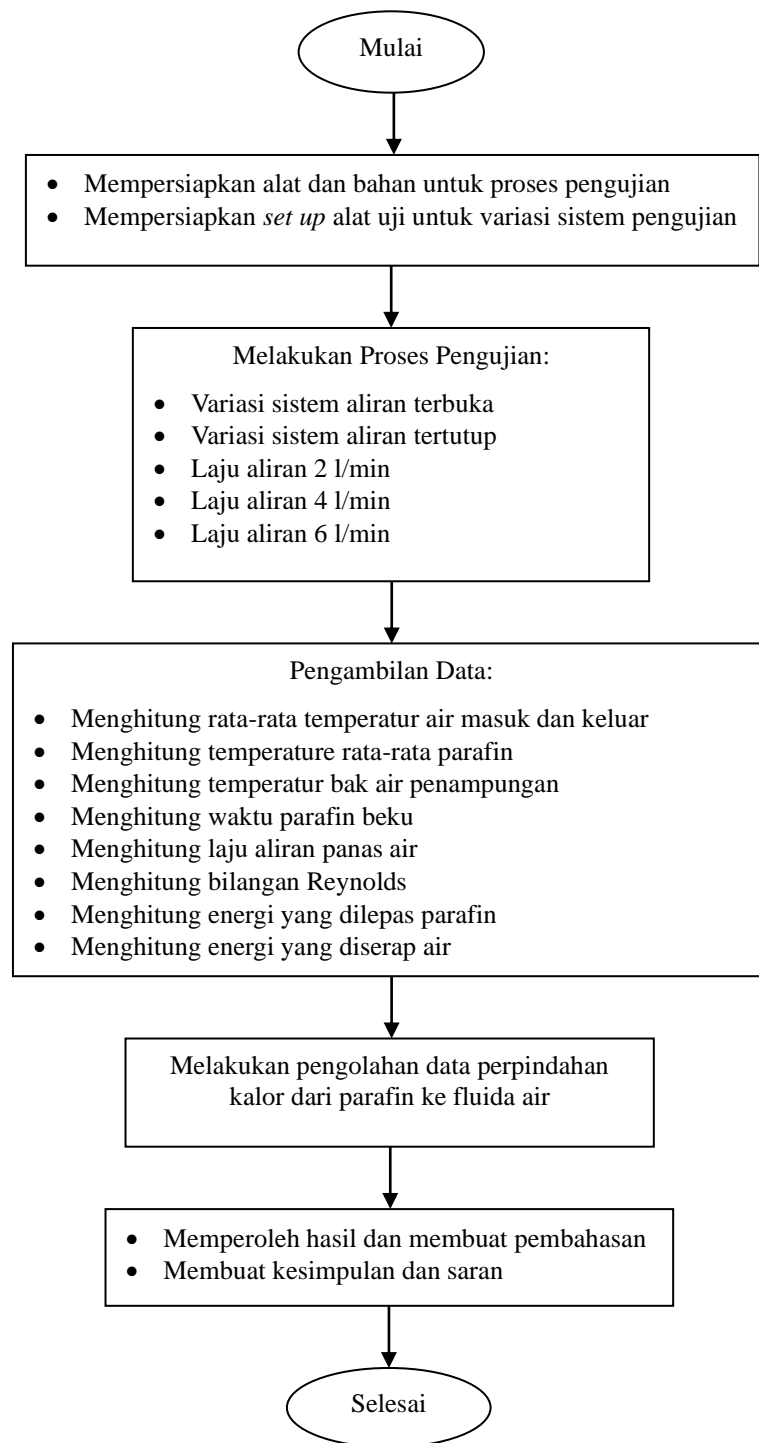 Mulai
• Mempersiapkan alat dan bahan untuk proses pengujian
• Mempersiapkan set up alat uji untuk variasi sistem pengujian
Melakukan Proses Pengujian:
• Variasi sistem aliran terbuka
• Variasi sistem aliran tertutup
• Laju aliran 2 l/min
• Laju aliran 4 l/min
• Laju aliran 6 l/min
Pengambilan Data:
• Menghitung rata-rata temperatur air masuk dan keluar
• Menghitung temperature rata-rata parafin
• Menghitung temperatur bak air penampungan
• Menghitung waktu parafin beku
• Menghitung laju aliran panas air
• Menghitung bilangan Reynolds
• Menghitung energi yang dilepas parafin
• Menghitung energi yang diserap air
Melakukan pengolahan data perpindahan
kalor dari parafin ke fluida air
• Memperoleh hasil dan membuat pembahasan
• Membuat kesimpulan dan saran
Selesai